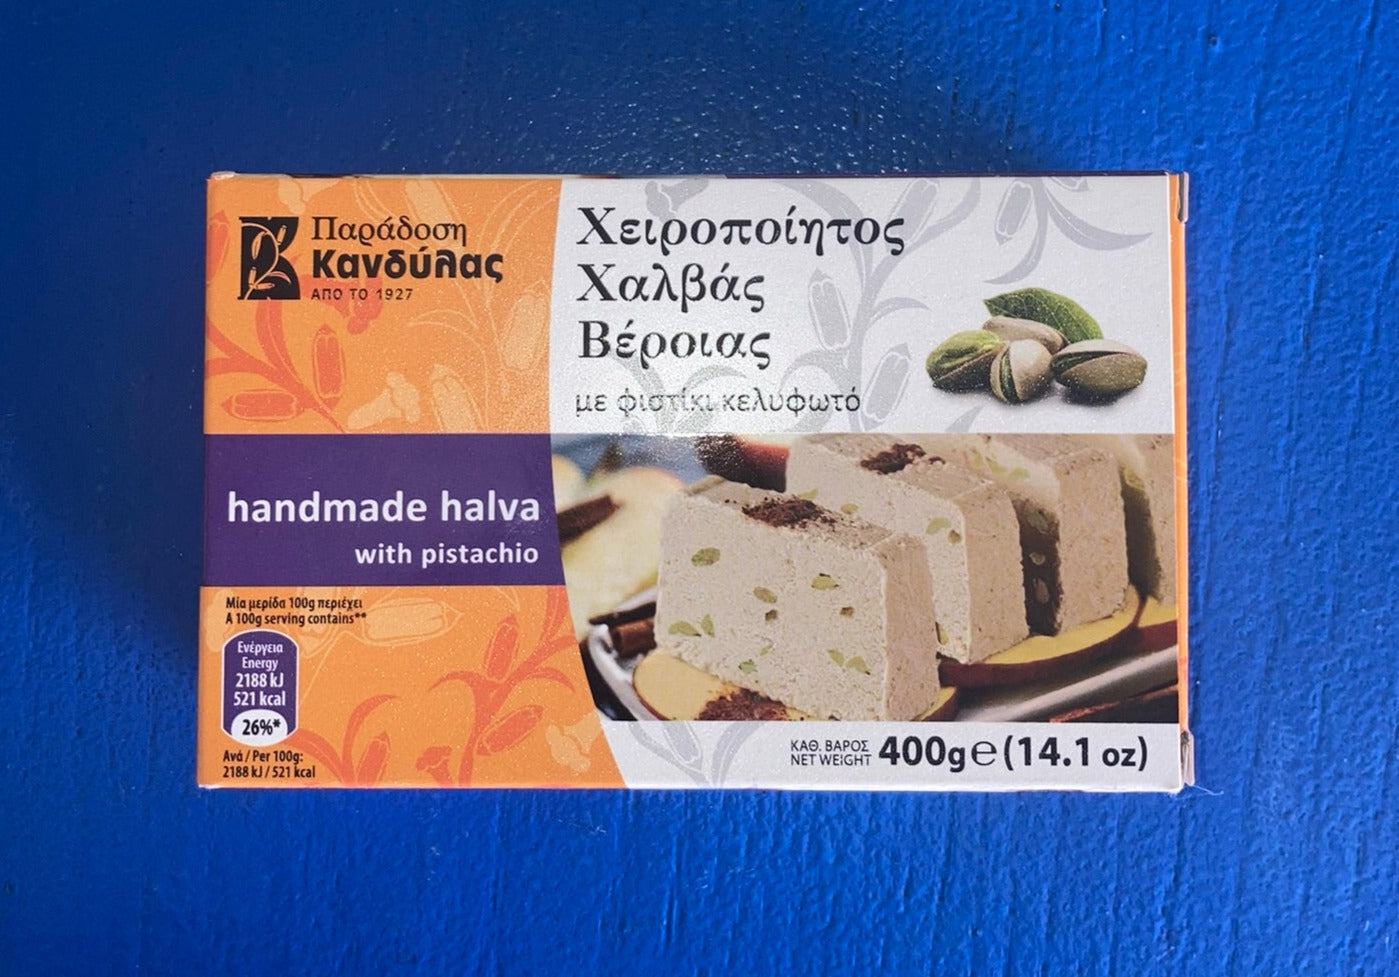 Παράδοση
Κανδύλας
ΑΠΟ ΤΟ 1927
Χειροποίητος
Χαλβάς
Βέροιας
με φιστίκι κελυφωτό
handmade halva
with pistachio
Μία μερίδα 100g περιέχει
A 100g serving contains**
Ενέργεια
Energy
2188 kJ
521 kcal
26%*
Ανά / Per 100g:
2188 kJ / 521 kcal
ΚΑΘ. ΒΑΡΟΣ
NET WEIGHT
400g℮ (14.1 oz)